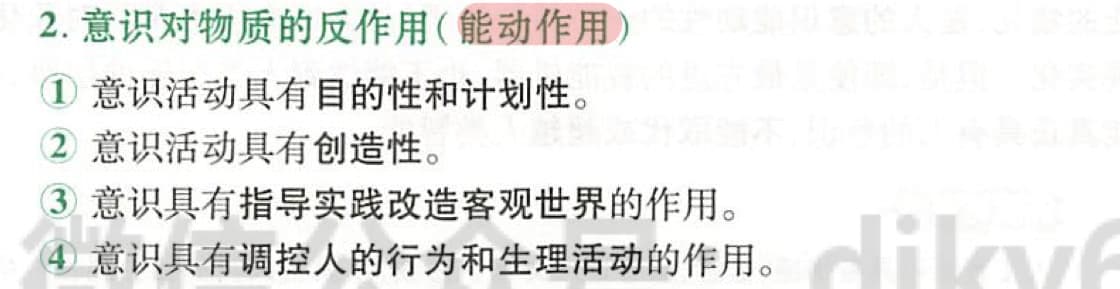 2. 意识对物质的反作用(能动作用)
① 意识活动具有目的性和计划性。
② 意识活动具有创造性。
③ 意识具有指导实践改造客观世界的作用。
④ 意识具有调控人的行为和生理活动的作用。